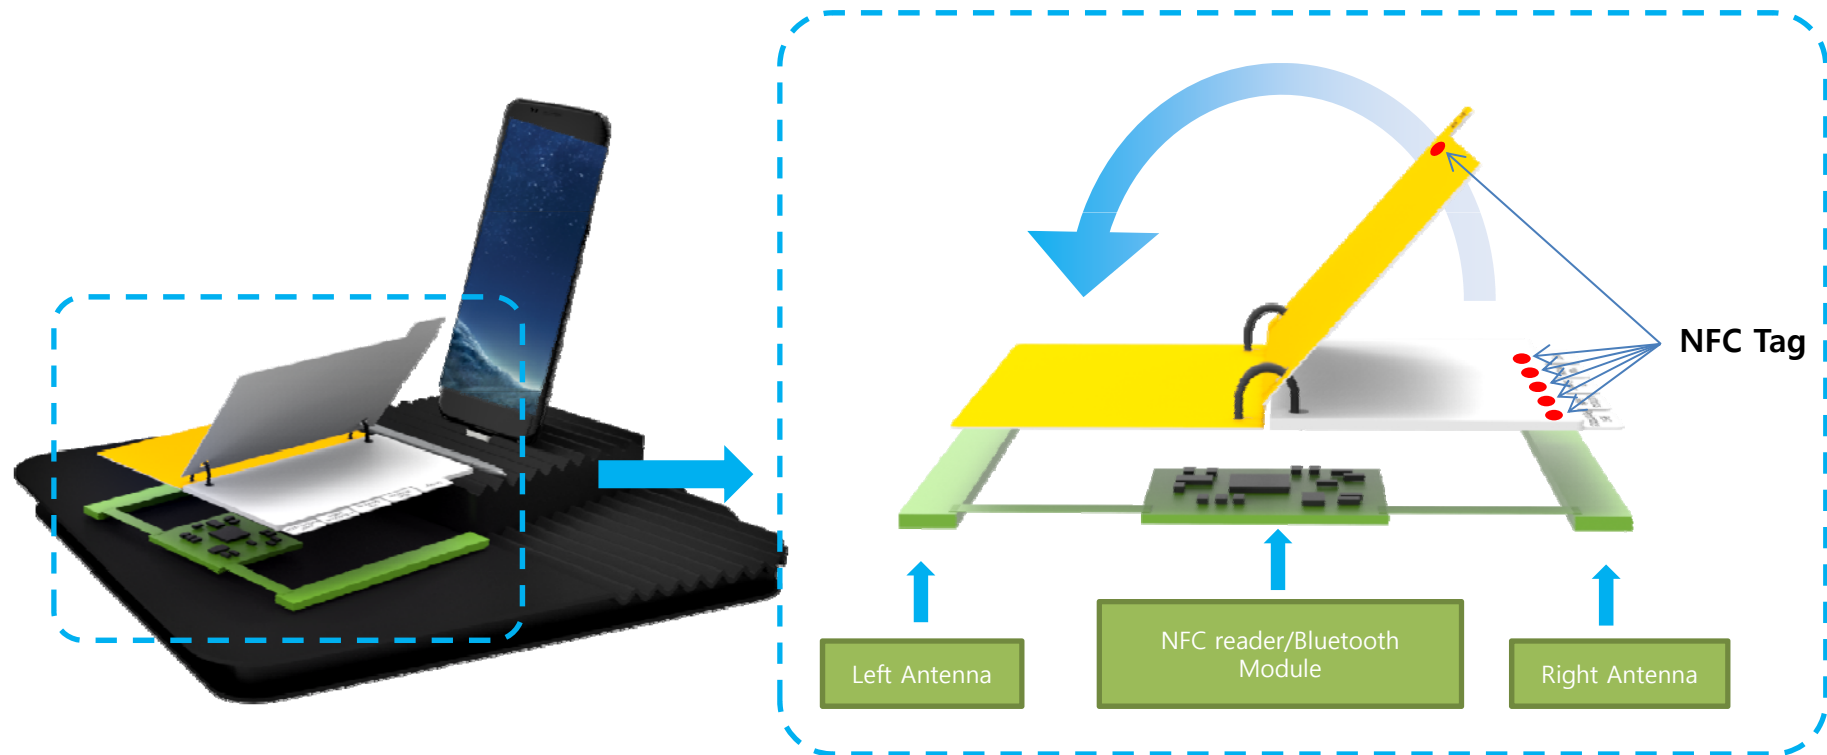 NFC Tag
NFC reader/Bluetooth
Module
Left Antenna
Right Antenna